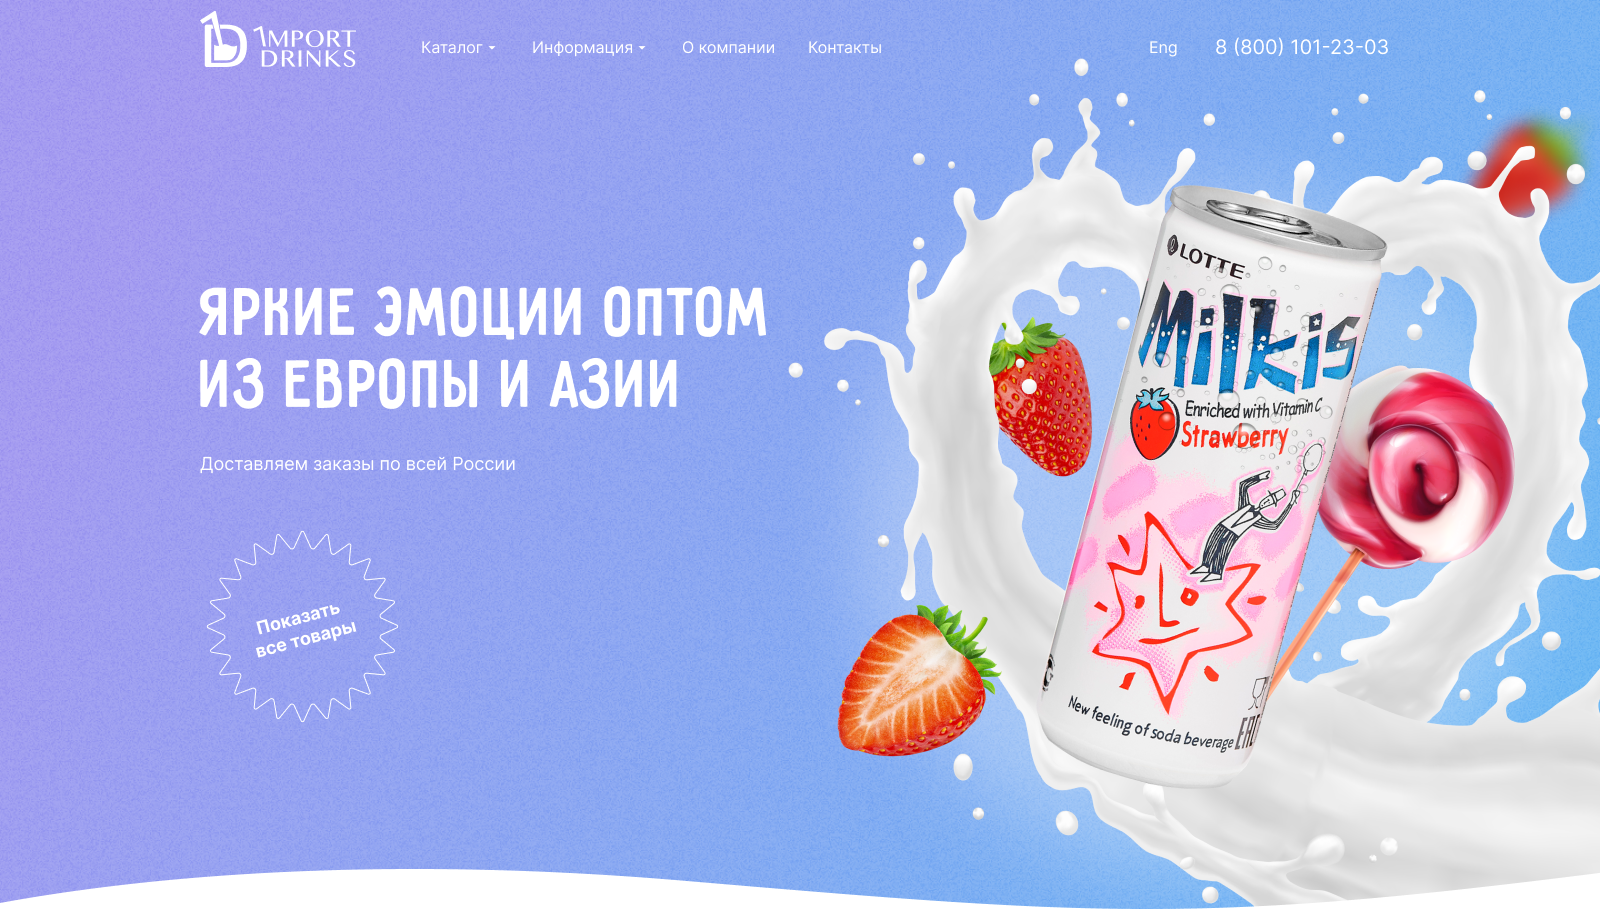 IMPORT
DRINKS
Каталог
Информация
О компании
Контакты
Eng
8 (800) 101-23-03
ЯРКИЕ ЭМОЦИИ ОПТОМ
ИЗ ЕВРОПЫ И АЗИИ
Доставляем заказы по всей России
Показать
все товары
LOTTE
Milkis
Enriched with Vitamin C
Strawberry
New feeling of soda beverage